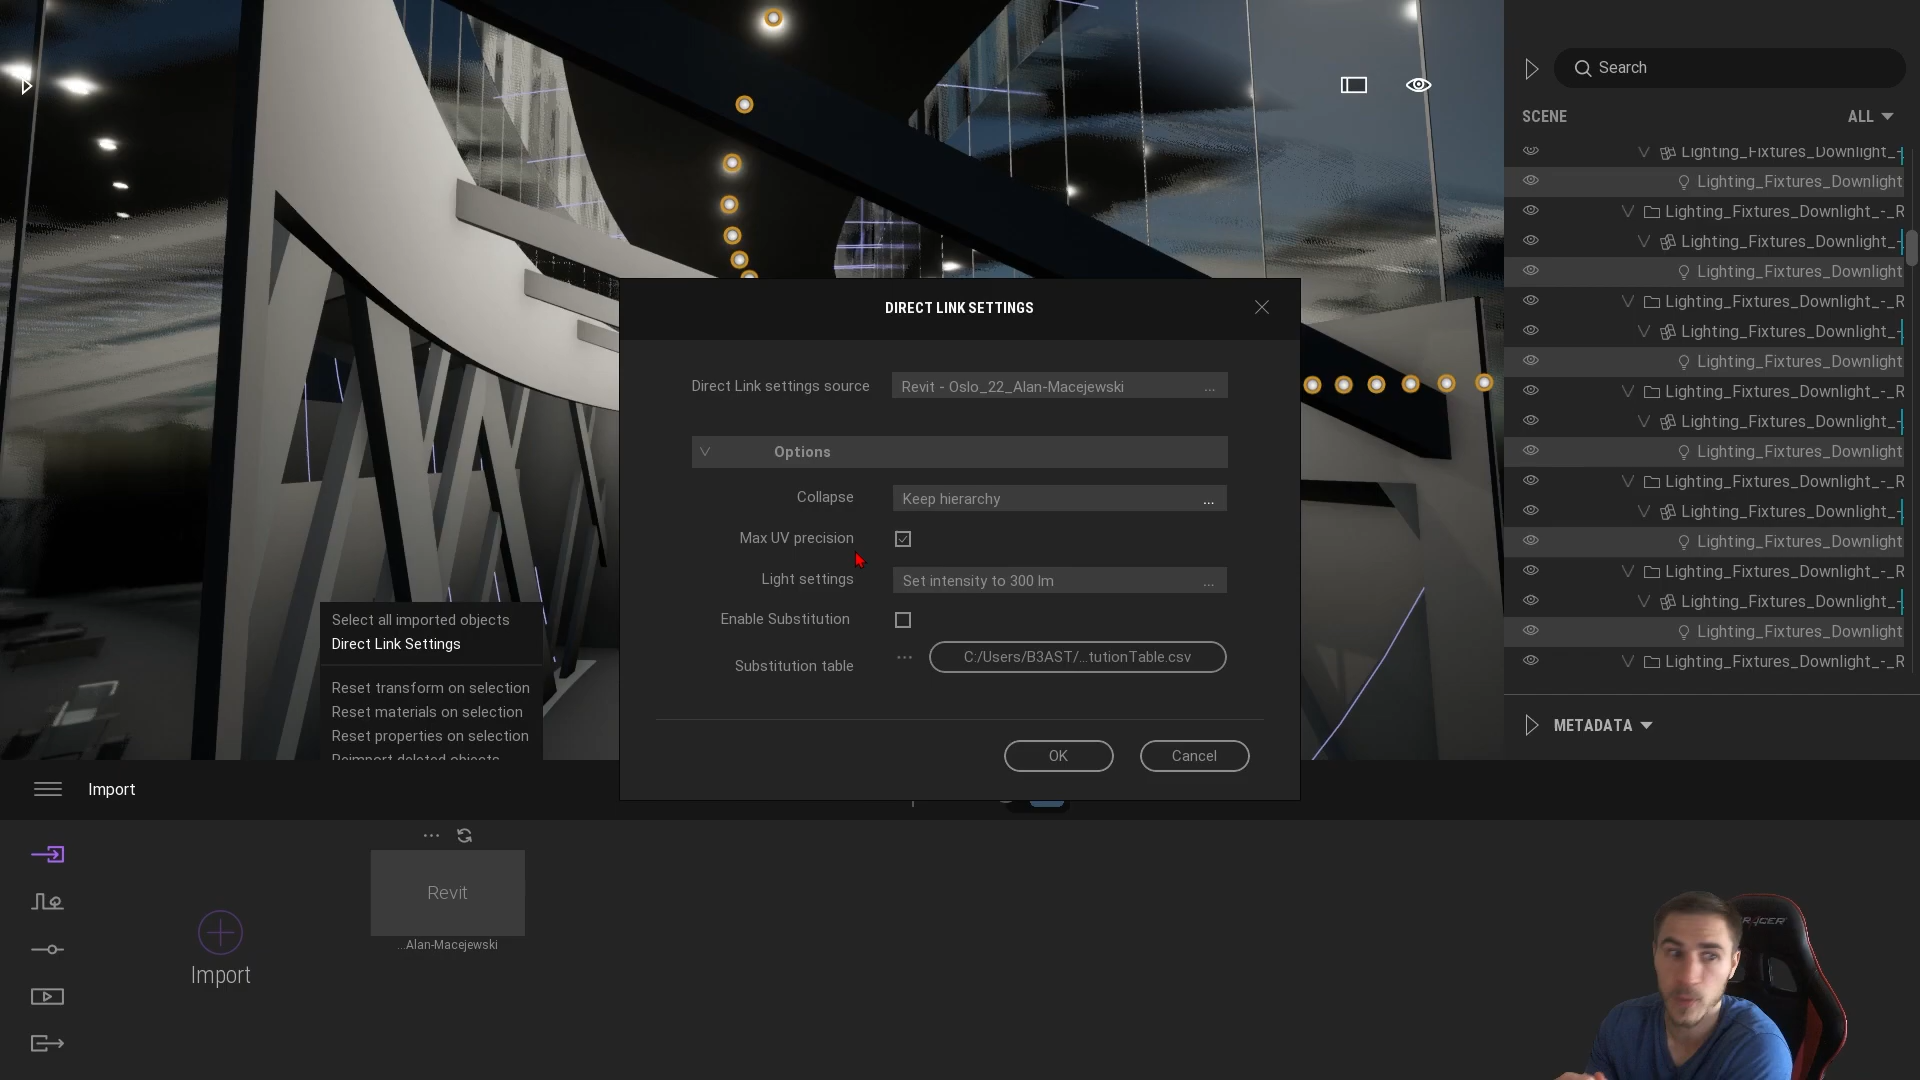 Search
SCENE
ALL
Lighting_Fixtures_Downlight_-
Lighting_Fixtures_Downlight
Lighting_Fixtures_Downlight_-_R
Lighting_Fixtures_Downlight_-
Lighting_Fixtures_Downlight
Lighting_Fixtures_Downlight_-_R
Lighting_Fixtures_Downlight_-
Lighting_Fixtures_Downlight
Lighting_Fixtures_Downlight_-_R
Lighting_Fixtures_Downlight_-
Lighting_Fixtures_Downlight
Lighting_Fixtures_Downlight_-_R
Lighting_Fixtures_Downlight_-
Lighting_Fixtures_Downlight
Lighting_Fixtures_Downlight_-_R
Lighting_Fixtures_Downlight_-
Lighting_Fixtures_Downlight
Lighting_Fixtures_Downlight_-_R
METADATA
DIRECT LINK SETTINGS
Direct Link settings source
Revit - Oslo_22_Alan-Macejewski
...
Options
Collapse
Keep hierarchy
...
Max UV precision
Light settings
Set intensity to 300 lm
...
Enable Substitution
Substitution table
...
C:/Users/B3AST/...tutionTable.csv
OK
Cancel
Select all imported objects
Direct Link Settings
Reset transform on selection
Reset materials on selection
Reset properties on selection
Reimport deleted objects
Import
...
Revit
...Alan-Macejewski
Import